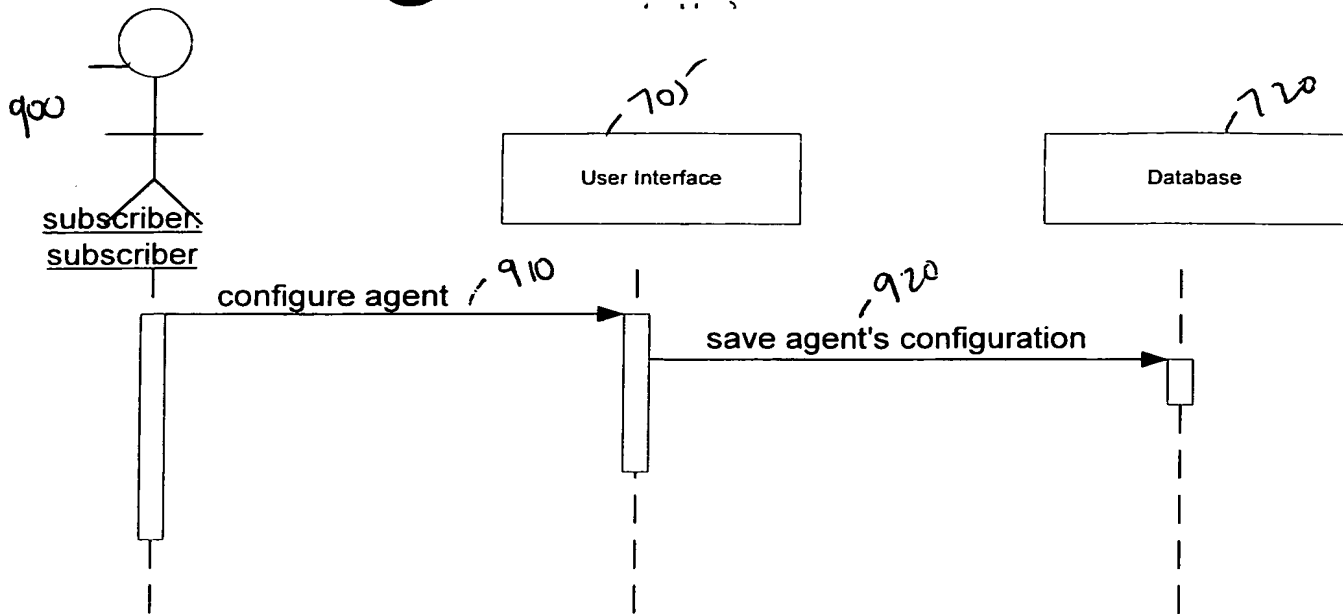 900
705
720
User Interface
Database
subscriber:
subscriber
configure agent
910
920
save agent's configuration